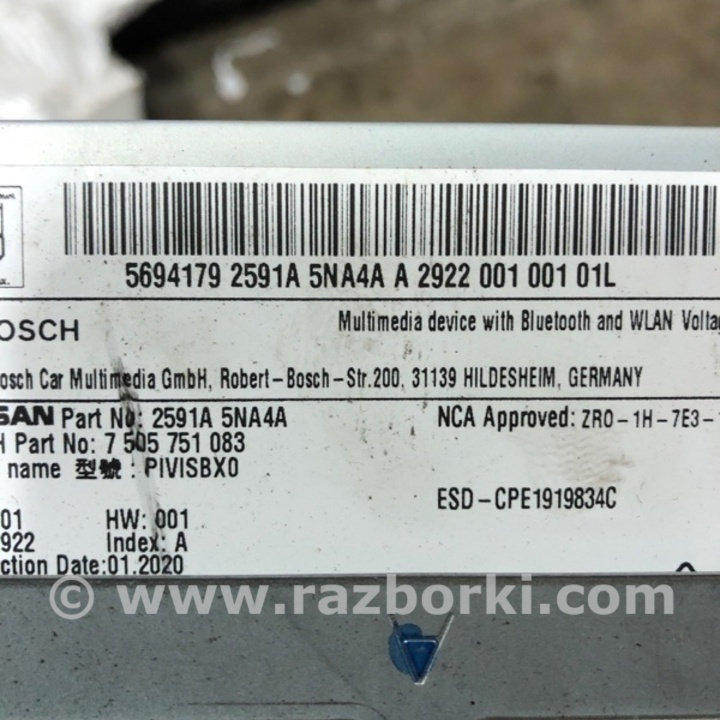 5694179 2591A 5NA4A A 2922 001 001 01L
OSCH Multimedia device with Bluetooth and WLAN Voltag
osch Car Multimedia GmbH, Robert-Bosch-Str.200, 31139 HILDESHEIM, GERMANY
SSAN Part No: 2591A 5NA4A NCA Approved: ZRO-1H-7E3-
H Part No: 7 505 751 083
name 型號 : PIVISBX0
ESD-CPE1919834C
01 HW: 001
922 Index: A
ction Date:01.2020
© www.razborki.com